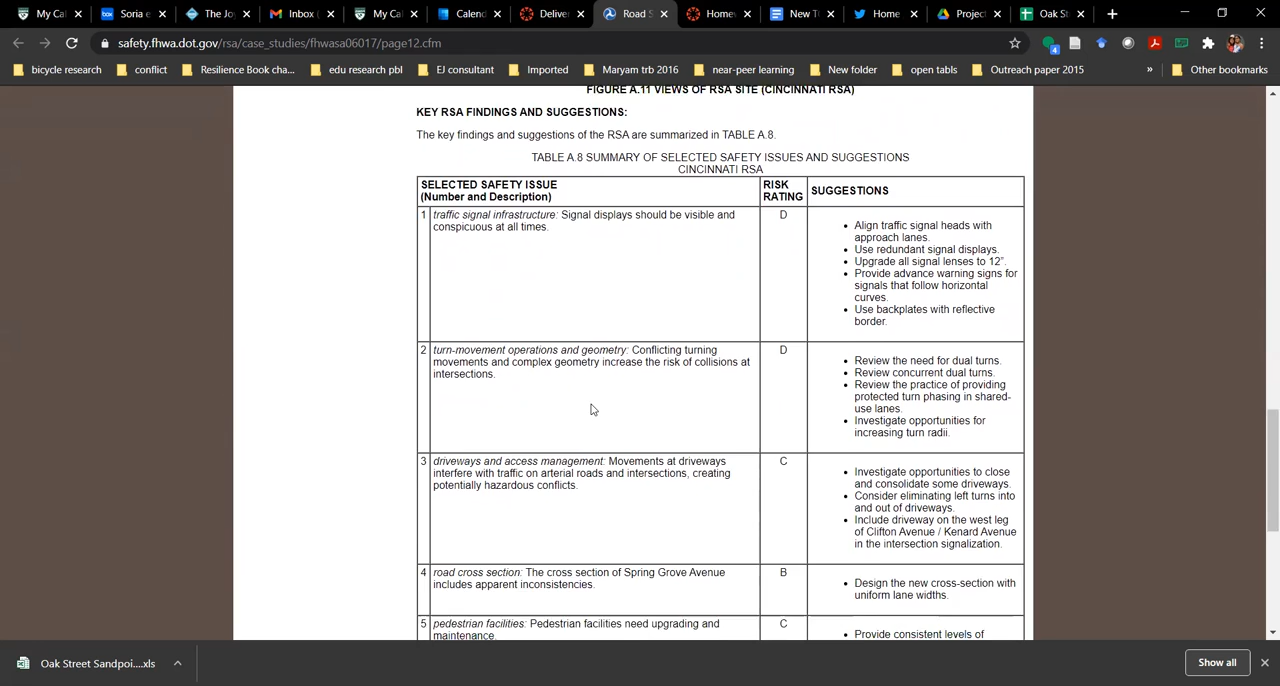 My Ca
Soria e
The Jo
Inbox (
My Ca
Calend
Deliver
Road S
Home
New T
Home
Project
Oak St
safety.fhwa.dot.gov/rsa/case_studies/fhwasa06017/page12.cfm
4
bicycle research
conflict
Resilience Book cha...
edu research pbl
EJ consultant
Imported
Maryam trb 2016
near-peer learning
New folder
open tabls
Outreach paper 2015
»
Other bookmarks
FIGURE A.11 VIEWS OF RSA SITE (CINCINNATI RSA)
KEY RSA FINDINGS AND SUGGESTIONS:
The key findings and suggestions of the RSA are summarized in TABLE A.8.
TABLE A.8 SUMMARY OF SELECTED SAFETY ISSUES AND SUGGESTIONS
CINCINNATI RSA
SELECTED SAFETY ISSUE
(Number and Description)
RISK
RATING
SUGGESTIONS
1 traffic signal infrastructure: Signal displays should be visible and
conspicuous at all times.
D
• Align traffic signal heads with
approach lanes.
• Use redundant signal displays.
• Upgrade all signal lenses to 12".
• Provide advance warning signs for
signals that follow horizontal
curves.
• Use backplates with reflective
border.
2 turn-movement operations and geometry: Conflicting turning
movements and complex geometry increase the risk of collisions at
intersections.
D
• Review the need for dual turns.
• Review concurrent dual turns.
• Review the practice of providing
protected turn phasing in shared-
use lanes.
• Investigate opportunities for
increasing turn radii.
3 driveways and access management: Movements at driveways
interfere with traffic on arterial roads and intersections, creating
potentially hazardous conflicts.
C
• Investigate opportunities to close
and consolidate some driveways.
• Consider eliminating left turns into
and out of driveways.
• Include driveway on the west leg
of Clifton Avenue / Kenard Avenue
in the intersection signalization.
4 road cross section: The cross section of Spring Grove Avenue
includes apparent inconsistencies.
B
• Design the new cross-section with
uniform lane widths.
5 pedestrian facilities: Pedestrian facilities need upgrading and
maintenance.
C
• Provide consistent levels of
Oak Street Sandpoi....xls
Show all